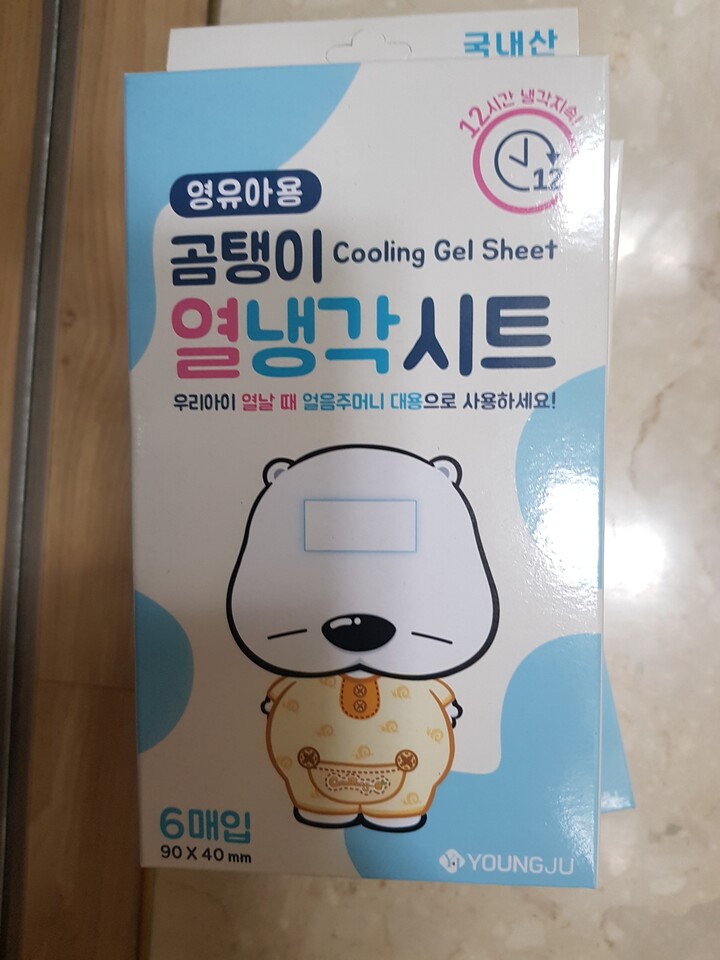 국내산
12시간 냉각지속!
12
영유아용
곰탱이 Cooling Gel Sheet
열냉각시트
우리아이 열날 때 얼음주머니 대용으로 사용하세요!
6매입
90 X 40 mm
YOUNGJU